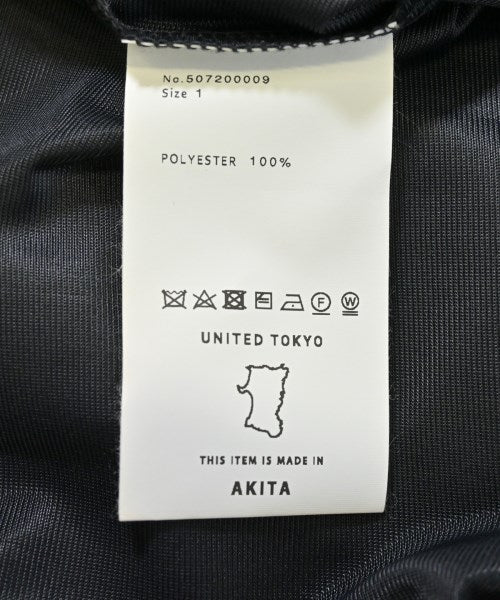 No.507200009
Size 1
POLYESTER 100%
F
W
UNITED TOKYO
THIS ITEM IS MADE IN
AKITA